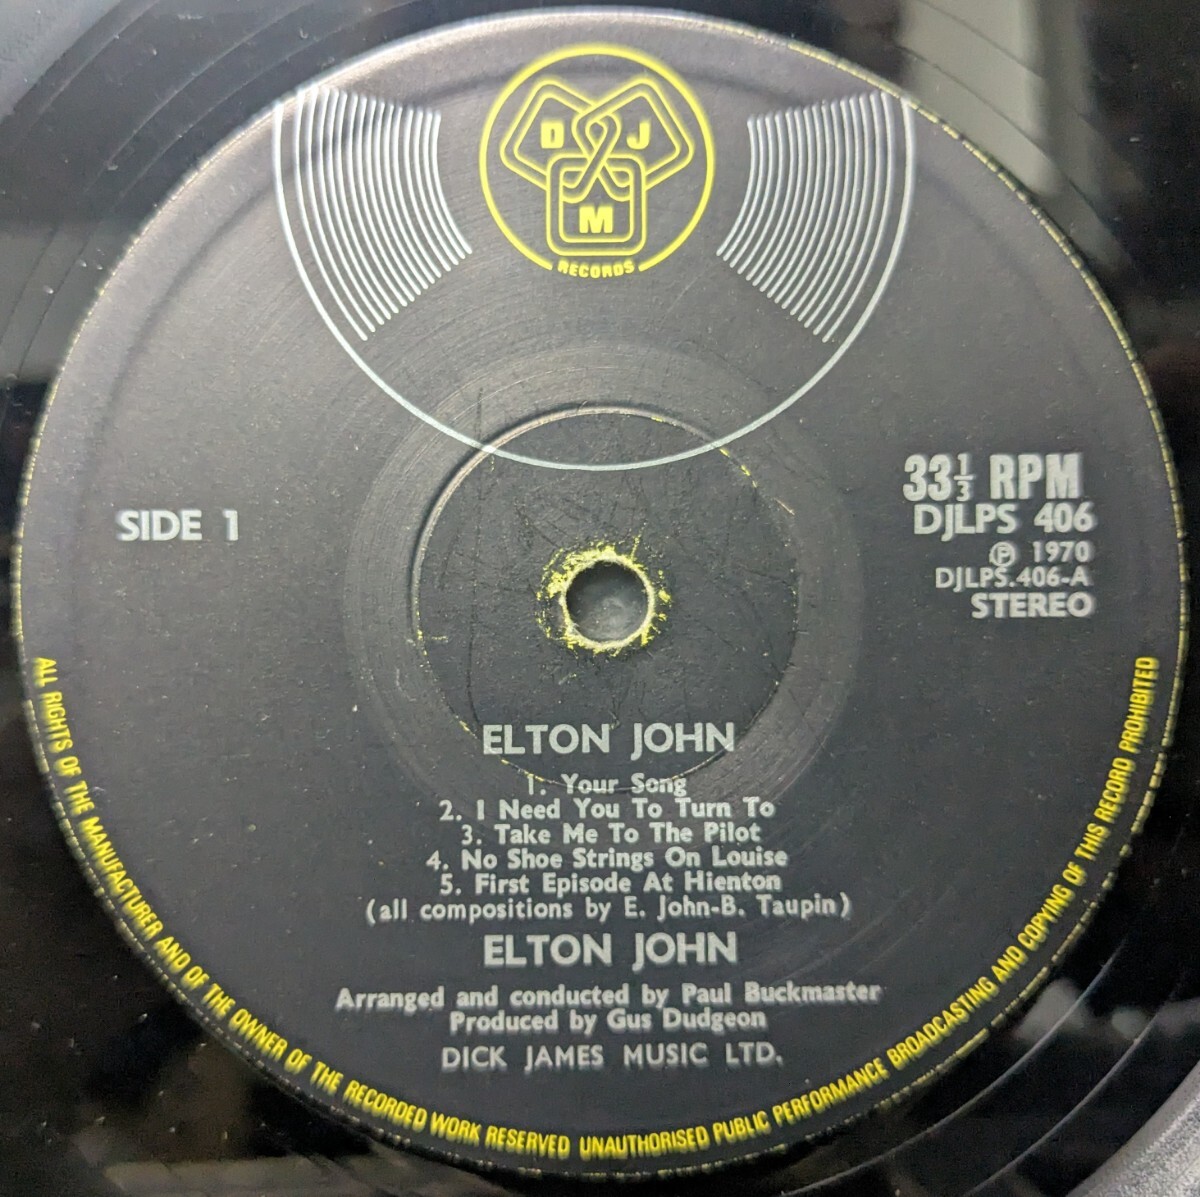 D J
M
RECORDS
SIDE 1
33⅓ RPM
DJLPS 406
℗ 1970
DJLPS.406-A
STEREO
ELTON JOHN
1. Your Song
2. I Need You To Turn To
3. Take Me To The Pilot
4. No Shoe Strings On Louise
5. First Episode At Hienton
(all compositions by E. John-B. Taupin)
ELTON JOHN
Arranged and conducted by Paul Buckmaster
Produced by Gus Dudgeon
DICK JAMES MUSIC LTD.
ALL RIGHTS OF THE MANUFACTURER AND OF THE OWNER OF THE RECORDED WORK RESERVED UNAUTHORISED PUBLIC PERFORMANCE BROADCASTING AND COPYING OF THIS RECORD PROHIBITED